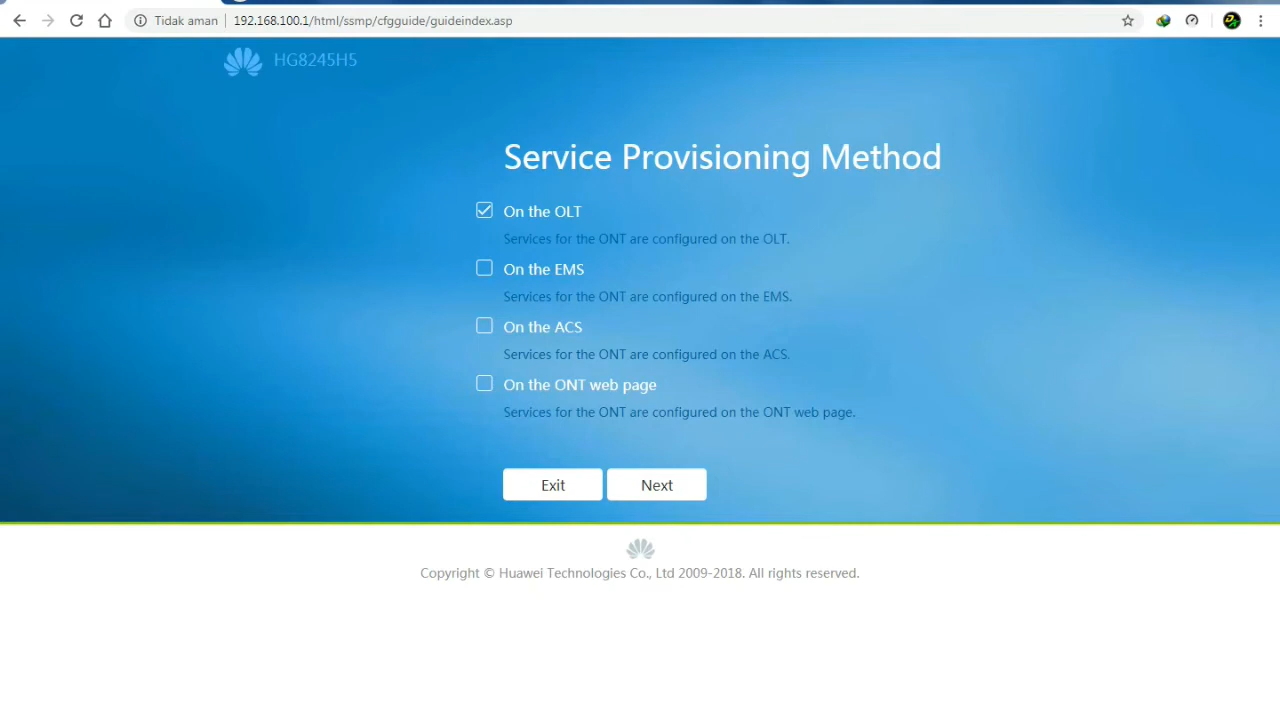 Tidak aman 192.168.100.1/html/ssmp/cfgguide/guideindex.asp
HG8245H5
Service Provisioning Method
On the OLT
Services for the ONT are configured on the OLT.
On the EMS
Services for the ONT are configured on the EMS.
On the ACS
Services for the ONT are configured on the ACS.
On the ONT web page
Services for the ONT are configured on the ONT web page.
Exit Next
Copyright © Huawei Technologies Co., Ltd 2009-2018. All rights reserved.